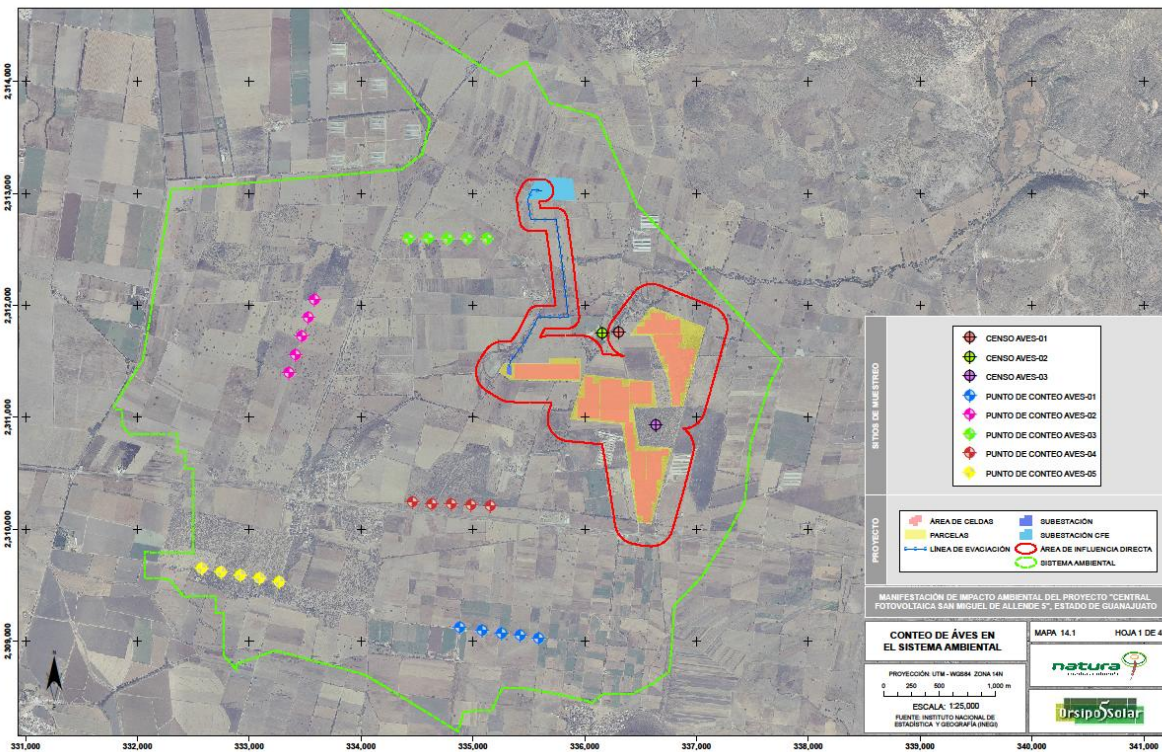 2,314,000
2,313,000
2,312,000
2,311,000
2,310,000
2,309,000
331,000
332,000
333,000
334,000
335,000
336,000
337,000
338,000
339,000
340,000
341,000
SITIOS DE MUESTREO
CENSO AVES-01
CENSO AVES-02
CENSO AVES-03
PUNTO DE CONTEO AVES-01
PUNTO DE CONTEO AVES-02
PUNTO DE CONTEO AVES-03
PUNTO DE CONTEO AVES-04
PUNTO DE CONTEO AVES-05
PROYECTO
ÁREA DE CELDAS
PARCELAS
LÍNEA DE EVACIACIÓN
SUBESTACIÓN
SUBESTACIÓN CFE
ÁREA DE INFLUENCIA DIRECTA
SISTEMA AMBIENTAL
MANIFESTACIÓN DE IMPACTO AMBIENTAL DEL PROYECTO "CENTRAL
FOTOVOLTAICA SAN MIGUEL DE ALLENDE 5", ESTADO DE GUANAJUATO
CONTEO DE ÁVES EN
EL SISTEMA AMBIENTAL
PROYECCIÓN: UTM - WGS84 ZONA 14N
0 250 500 1,000 m
ESCALA: 1:25,000
FUENTE: INSTITUTO NACIONAL DE
ESTADÍSTICA Y GEOGRAFÍA (INEGI)
MAPA 14.1
HOJA 1 DE 4
natura
Orsipo5Solar
N